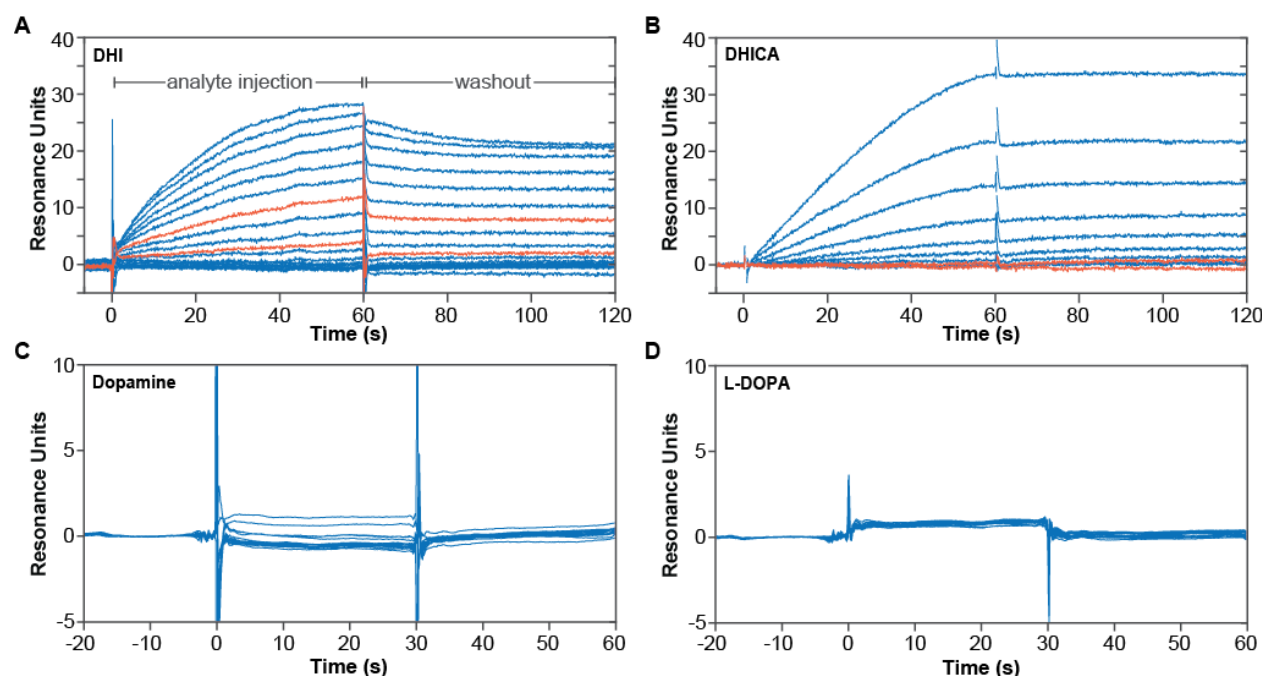 A
DHI
analyte injection
washout
40
30
20
10
0
Resonance Units
0 20 40 60 80 100 120
Time (s)
B
DHICA
40
30
20
10
0
Resonance Units
0 20 40 60 80 100 120
Time (s)
C
Dopamine
10
5
0
-5
Resonance Units
-20 -10 0 10 20 30 40 50 60
Time (s)
D
L-DOPA
10
5
0
-5
Resonance Units
-20 -10 0 10 20 30 40 50 60
Time (s)